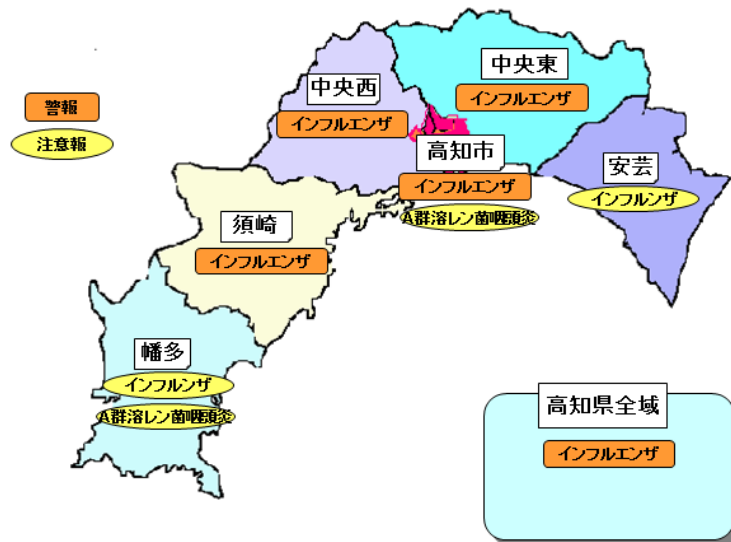 警報
注意報
中央西
インフルエンザ
中央東
インフルエンザ
高知市
インフルエンザ
A群溶レン菌咽頭炎
安芸
インフルンザ
須崎
インフルエンザ
幡多
インフルンザ
A群溶レン菌咽頭炎
高知県全域
インフルエンザ